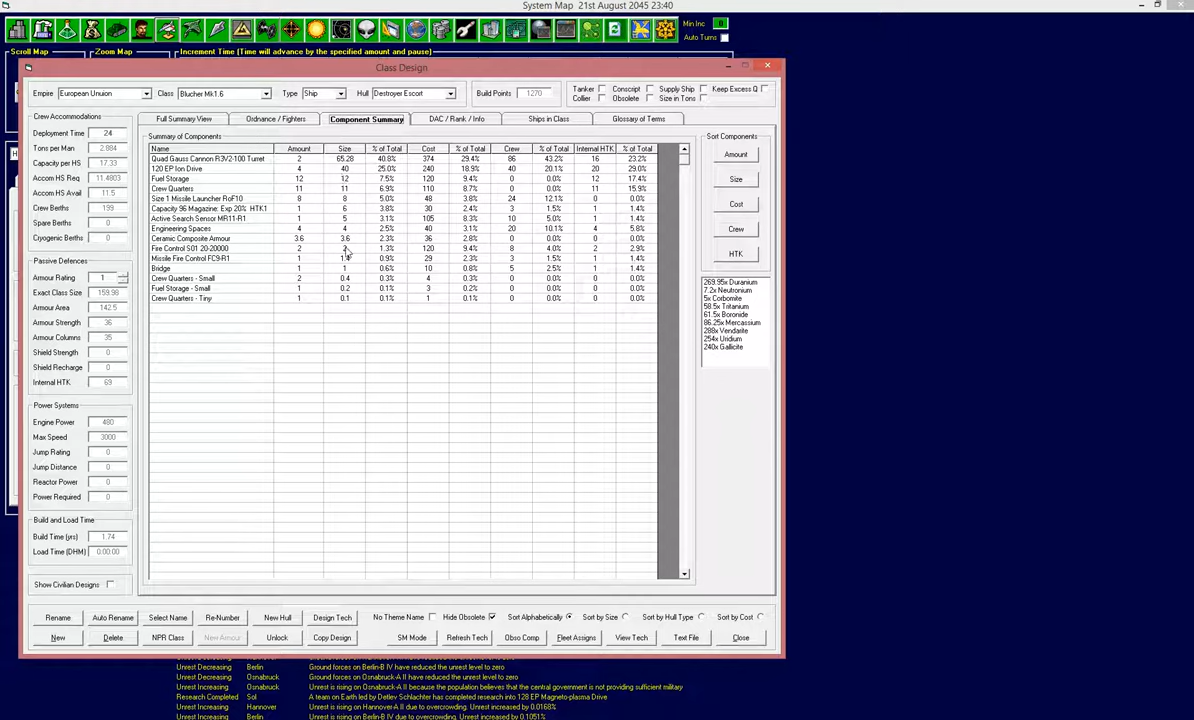 System Map 21st August 2045 23:40
Min Inc
Auto Turns
Scroll Map
Zoom Map
Increment Time (Time will advance by the specified amount and pause)
Class Design
Empire European Unuion
Class Blucher Mk1.6
Type Ship
Hull Destroyer Escort
Build Points 1270
Tanker Conscript Supply Ship Keep Excess Q
Collier Obsolete Size in Tons
Crew Accommodations
Deployment Time 24
Tons per Man 2.884
Capacity per HS 17.33
Accom HS Req 11.4803
Accom HS Avail 11.5
Crew Berths 199
Spare Berths 0
Cryogenic Berths 0
Passive Defences
Armour Rating 1
Exact Class Size 159.98
Armour Area 142.5
Armour Strength 36
Armour Columns 35
Shield Strength 0
Shield Recharge 0
Internal HTK 69
Power Systems
Engine Power 480
Max Speed 3000
Jump Rating 0
Jump Distance 0
Reactor Power 0
Power Required 0
Build and Load Time
Build Time (yrs) 1.74
Load Time (DHM) 0:00:00
Show Civilian Designs
Full Summary View
Ordnance / Fighters
Component Summary
DAC / Rank / Info
Ships in Class
Glossary of Terms
Summary of Components
Name Amount Size % of Total Cost % of Total Crew % of Total Internal HTK % of Total
Quad Gauss Cannon R3V2-100 Turret 2 65.28 40.8% 374 29.4% 86 43.2% 16 23.2%
120 EP Ion Drive 4 40 25.0% 240 18.9% 40 20.1% 20 29.0%
Fuel Storage 12 12 7.5% 120 9.4% 0 0.0% 12 17.4%
Crew Quarters 11 11 6.9% 110 8.7% 0 0.0% 11 15.9%
Size 1 Missile Launcher RoF10 8 8 5.0% 48 3.8% 24 12.1% 0 0.0%
Capacity 96 Magazine: Exp 20% HTK1 1 6 3.8% 30 2.4% 3 1.5% 1 1.4%
Active Search Sensor MR11-R1 1 5 3.1% 105 8.3% 10 5.0% 1 1.4%
Engineering Spaces 4 4 2.5% 40 3.1% 20 10.1% 4 5.8%
Ceramic Composite Armour 3.6 3.6 2.3% 36 2.8% 0 0.0% 0 0.0%
Fire Control S01 20-20000 2 2 1.3% 120 9.4% 8 4.0% 2 2.9%
Missile Fire Control FC9-R1 1 0.9% 29 2.3% 3 1.5% 1 1.4%
Bridge 1 1 0.6% 10 0.8% 5 2.5% 1 1.4%
Crew Quarters - Small 2 0.4 0.3% 4 0.3% 0 0.0% 0 0.0%
Fuel Storage - Small 1 0.2 0.1% 3 0.2% 0 0.0% 0 0.0%
Crew Quarters - Tiny 1 0.1 0.1% 1 0.1% 0 0.0% 0 0.0%
Sort Components
Amount
Size
Cost
Crew
HTK
269.95x Duranium
7.2x Neutronium
5x Corbomite
58.5x Tritanium
61.5x Boronide
86.25x Mercassium
288x Vendarite
254x Uridium
240x Gallicite
Rename Auto Rename Select Name Re-Number New Hull Design Tech No Theme Name Hide Obsolete Sort Alphabetically Sort by Size Sort by Hull Type Sort by Cost
New Delete NPR Class New Armour Unlock Copy Design SM Mode Refresh Tech Obso Comp Fleet Assigns View Tech Text File Close
Unrest Decreasing Berlin Ground forces on Berlin-B IV have reduced the unrest level to zero
Unrest Decreasing Osnabruck Ground forces on Osnabruck-A II have reduced the unrest level to zero
Unrest Increasing Osnabruck Unrest is rising on Osnabruck-A II because the population believes that the central government is not providing sufficient military
Research Completed Sol A team on Earth led by Detlev Schlachter has completed research into 128 EP Magneto-plasma Drive
Unrest Increasing Hannover Unrest is rising on Hannover-A II due to overcrowding. Unrest increased by 0.0168%
Unrest Increasing Berlin Unrest is rising on Berlin-B IV due to overcrowding. Unrest increased by 0.1051%